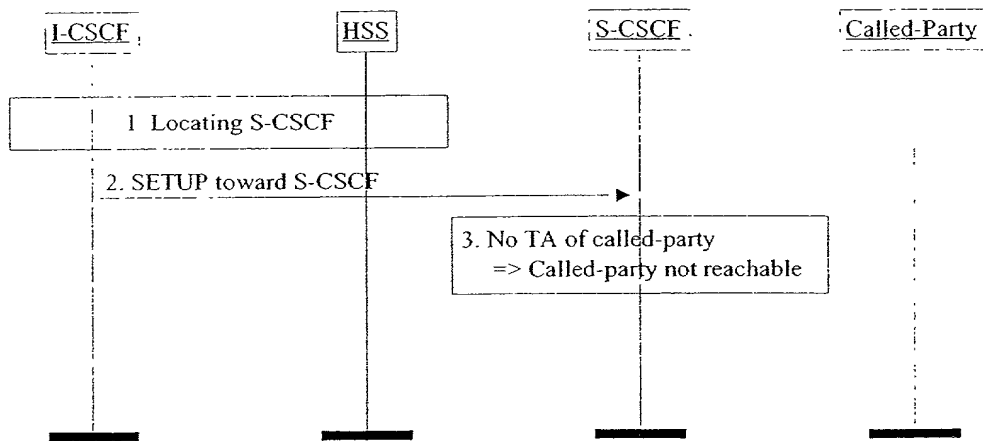 I-CSCF
HSS
S-CSCF
Called-Party
1 Locating S-CSCF
2. SETUP toward S-CSCF
3. No TA of called-party
=> Called-party not reachable